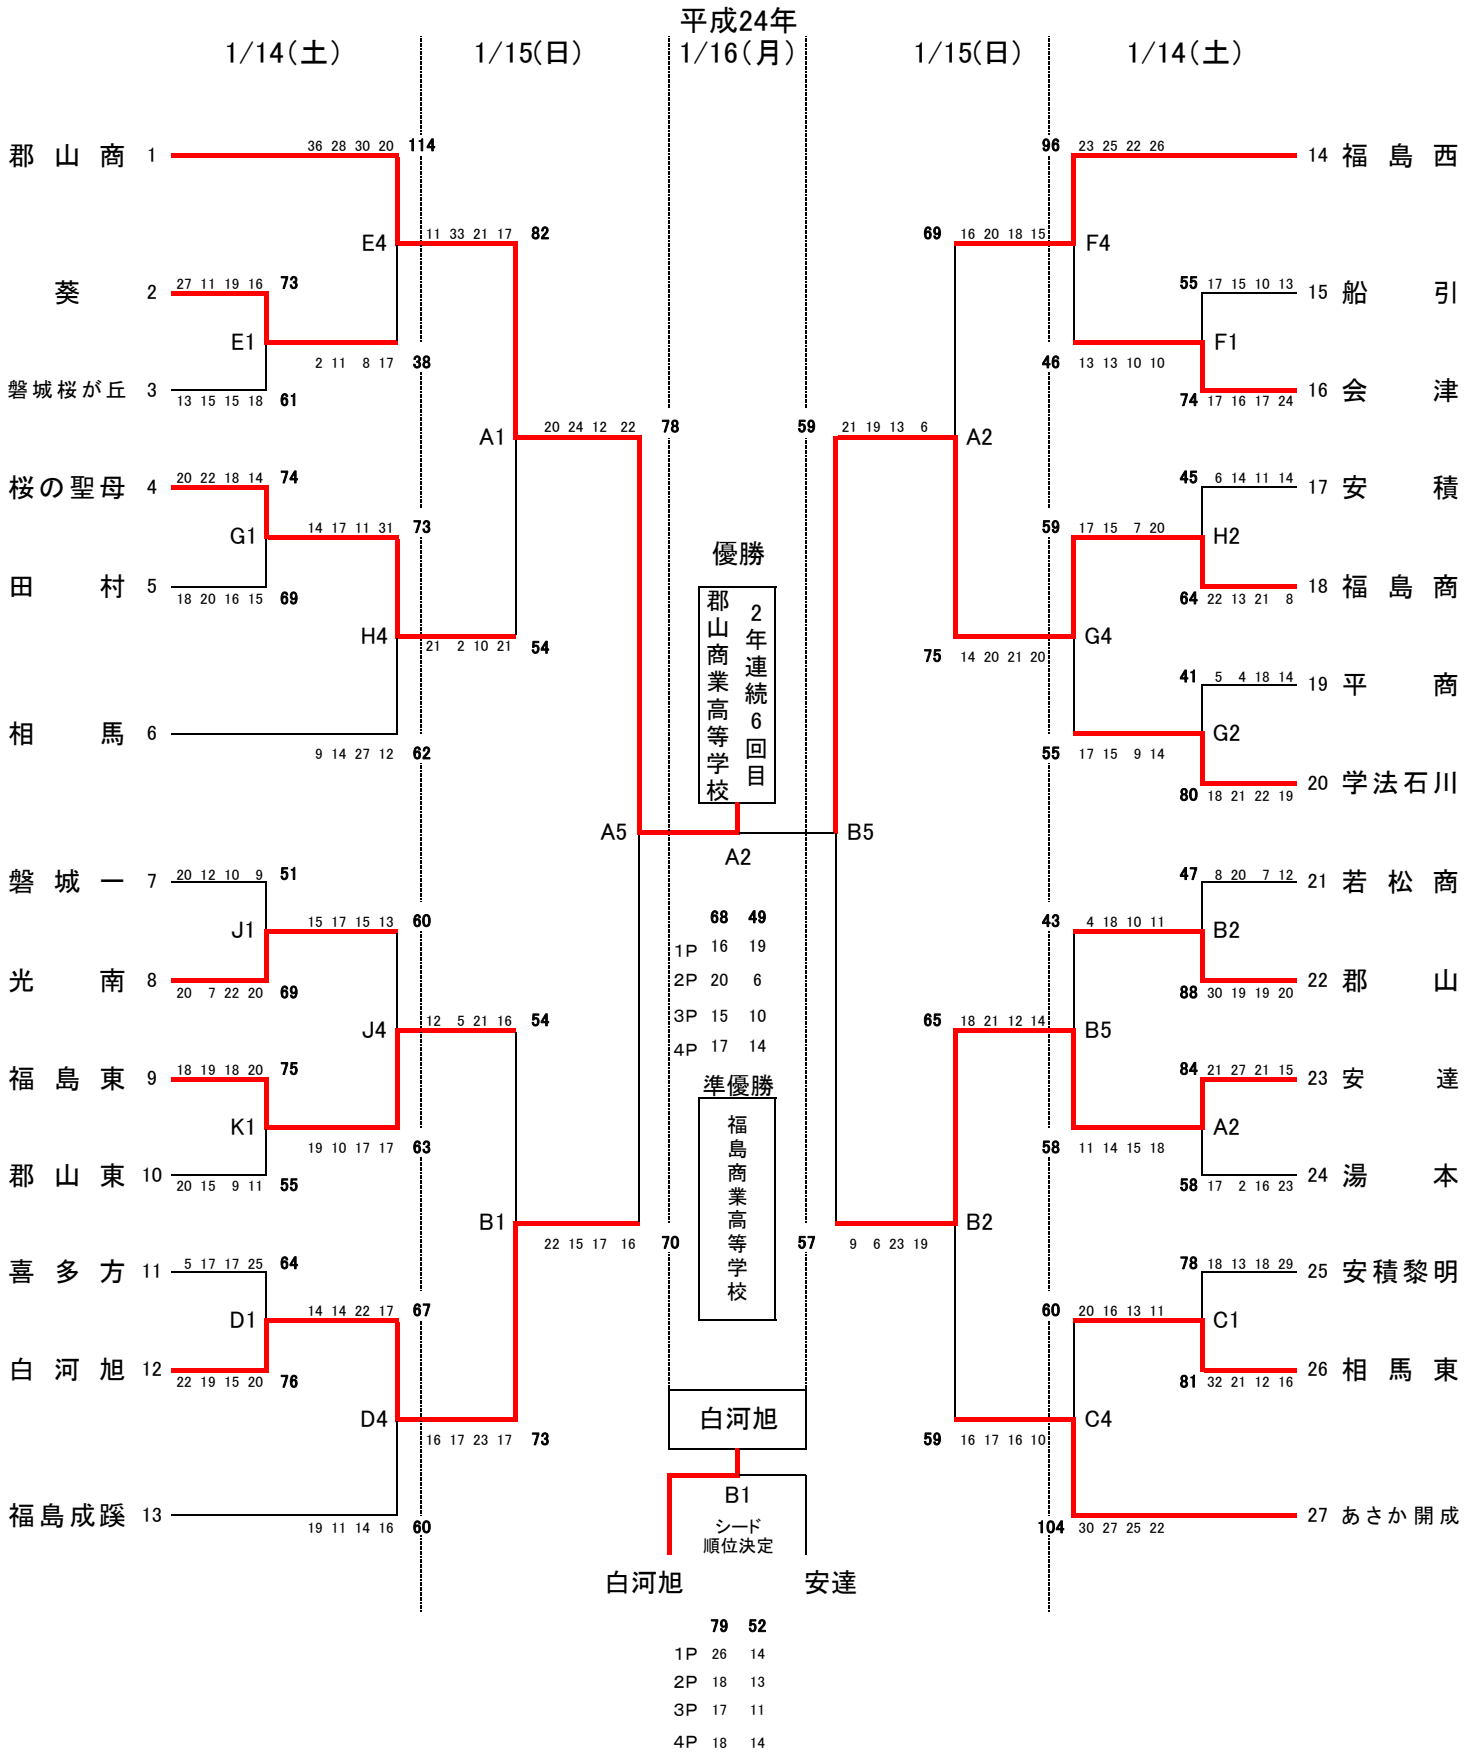 平成24年
1/14(土) 1/15(日) 1/16(月) 1/15(日) 1/14(土)
郡山商 1 36 28 30 20 114
E4 11 33 21 17 82
葵 2 27 11 19 16 73
E1 2 11 8 17 38
磐城桜が丘 3 13 15 15 18 61
A1 20 24 12 22 78
桜の聖母 4 20 22 18 14 74
G1 14 17 11 31 73
田村 5 18 20 16 15 69
H4 21 2 10 21 54
相馬 6 9 14 27 12 62
A5
磐城一 7 20 12 10 9 51
J1 15 17 15 13 60
光南 8 20 7 22 20 69
J4 12 5 21 16 54
福島東 9 18 19 18 20 75
K1 19 10 17 17 63
郡山東 10 20 15 9 11 55
B1 22 15 17 16 70
喜多方 11 5 17 17 25 64
D1 14 14 22 17 67
白河旭 12 22 19 15 20 76
D4 16 17 23 17 73
福島成蹊 13 19 11 14 16 60
優勝
2年連続6回目
郡山商業高等学校
A2
68 49
1P 16 19
2P 20 6
3P 15 10
4P 17 14
準優勝
福島商業高等学校
白河旭
B1
シード
順位決定
白河旭 安達
79 52
1P 26 14
2P 18 13
3P 17 11
4P 18 14
96 23 25 22 26 14 福島西
69 16 20 18 15 F4
55 17 15 10 13 15 船引
46 13 13 10 10 F1
74 17 16 17 24 16 会津
59 21 19 13 6 A2
45 6 14 11 14 17 安積
59 17 15 7 20 H2
64 22 13 21 8 18 福島商
75 14 20 21 20 G4
41 5 4 18 14 19 平商
55 17 15 9 14 G2
80 18 21 22 19 20 学法石川
B5
47 8 20 7 12 21 若松商
43 4 18 10 11 B2
88 30 19 19 20 22 郡山
65 18 21 12 14 B5
84 21 27 21 15 23 安達
58 11 14 15 18 A2
58 17 2 16 23 24 湯本
57 9 6 23 19 B2
78 18 13 18 29 25 安積黎明
60 20 16 13 11 C1
81 32 21 12 16 26 相馬東
59 16 17 16 10 C4
104 30 27 25 22 27 あさか開成